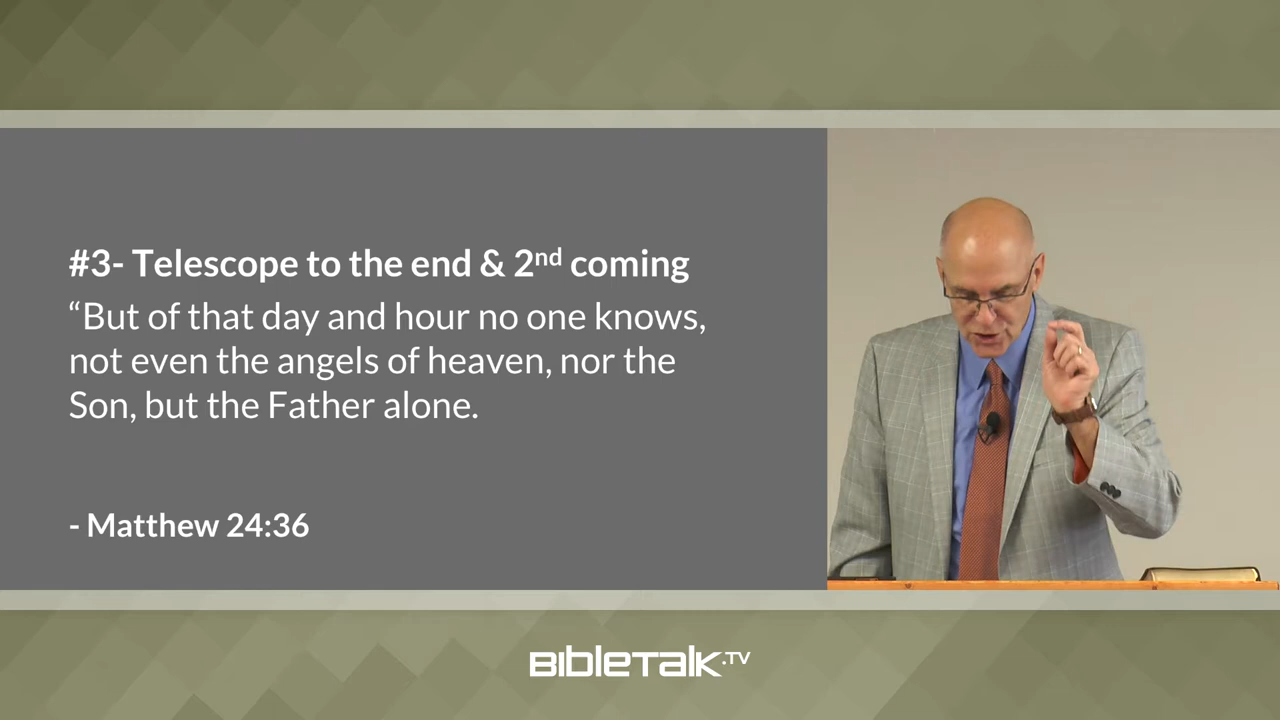 #3- Telescope to the end & 2nd coming
“But of that day and hour no one knows,
not even the angels of heaven, nor the
Son, but the Father alone.
- Matthew 24:36
BibleTalk.TV